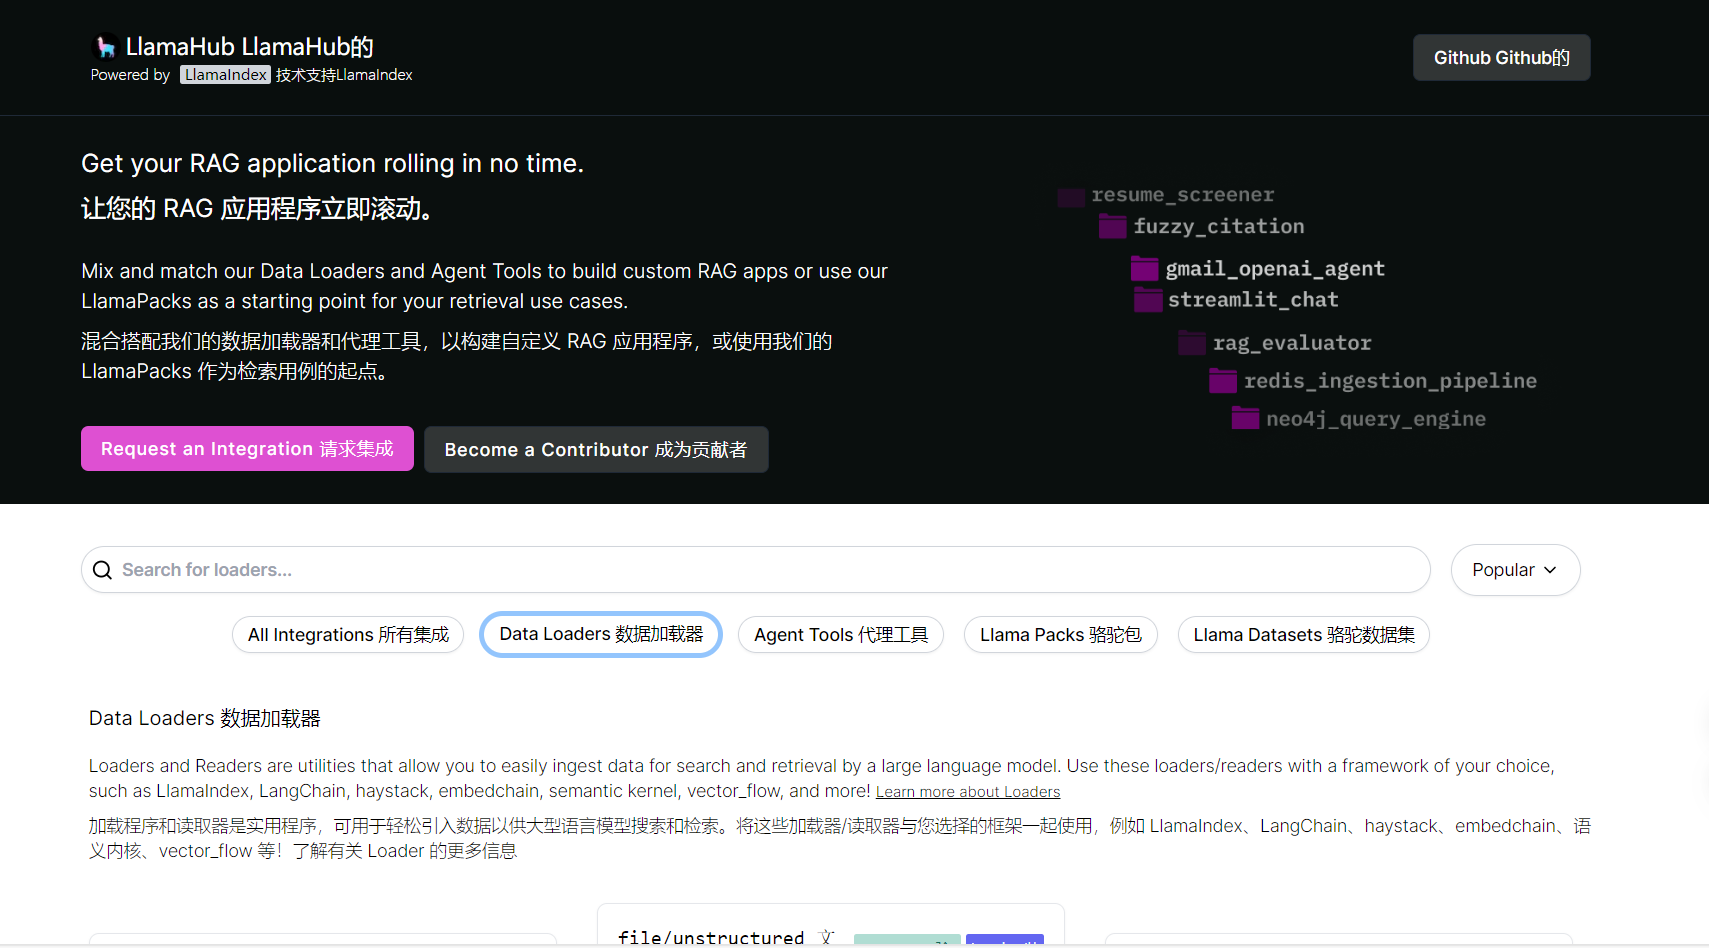 LlamaHub LlamaHub的
Powered by LlamaIndex 技术支持LlamaIndex
Github Github的
Get your RAG application rolling in no time.
让您的 RAG 应用程序立即滚动。
Mix and match our Data Loaders and Agent Tools to build custom RAG apps or use our
LlamaPacks as a starting point for your retrieval use cases.
混合搭配我们的数据加载器和代理工具，以构建自定义 RAG 应用程序，或使用我们的
LlamaPacks 作为检索用例的起点。
Request an Integration 请求集成
Become a Contributor 成为贡献者
resume_screener
fuzzy_citation
gmail_openai_agent
streamlit_chat
rag_evaluator
redis_ingestion_pipeline
neo4j_query_engine
Search for loaders...
Popular
All Integrations 所有集成
Data Loaders 数据加载器
Agent Tools 代理工具
Llama Packs 骆驼包
Llama Datasets 骆驼数据集
Data Loaders 数据加载器
Loaders and Readers are utilities that allow you to easily ingest data for search and retrieval by a large language model. Use these loaders/readers with a framework of your choice,
such as LlamaIndex, LangChain, haystack, embedchain, semantic kernel, vector_flow, and more! Learn more about Loaders
加载程序和读取器是实用程序，可用于轻松引入数据以供大型语言模型搜索和检索。将这些加载器/读取器与您选择的框架一起使用，例如 LlamaIndex、LangChain、haystack、embedchain、语
义内核、vector_flow 等！了解有关 Loader 的更多信息
file/unstructured 文